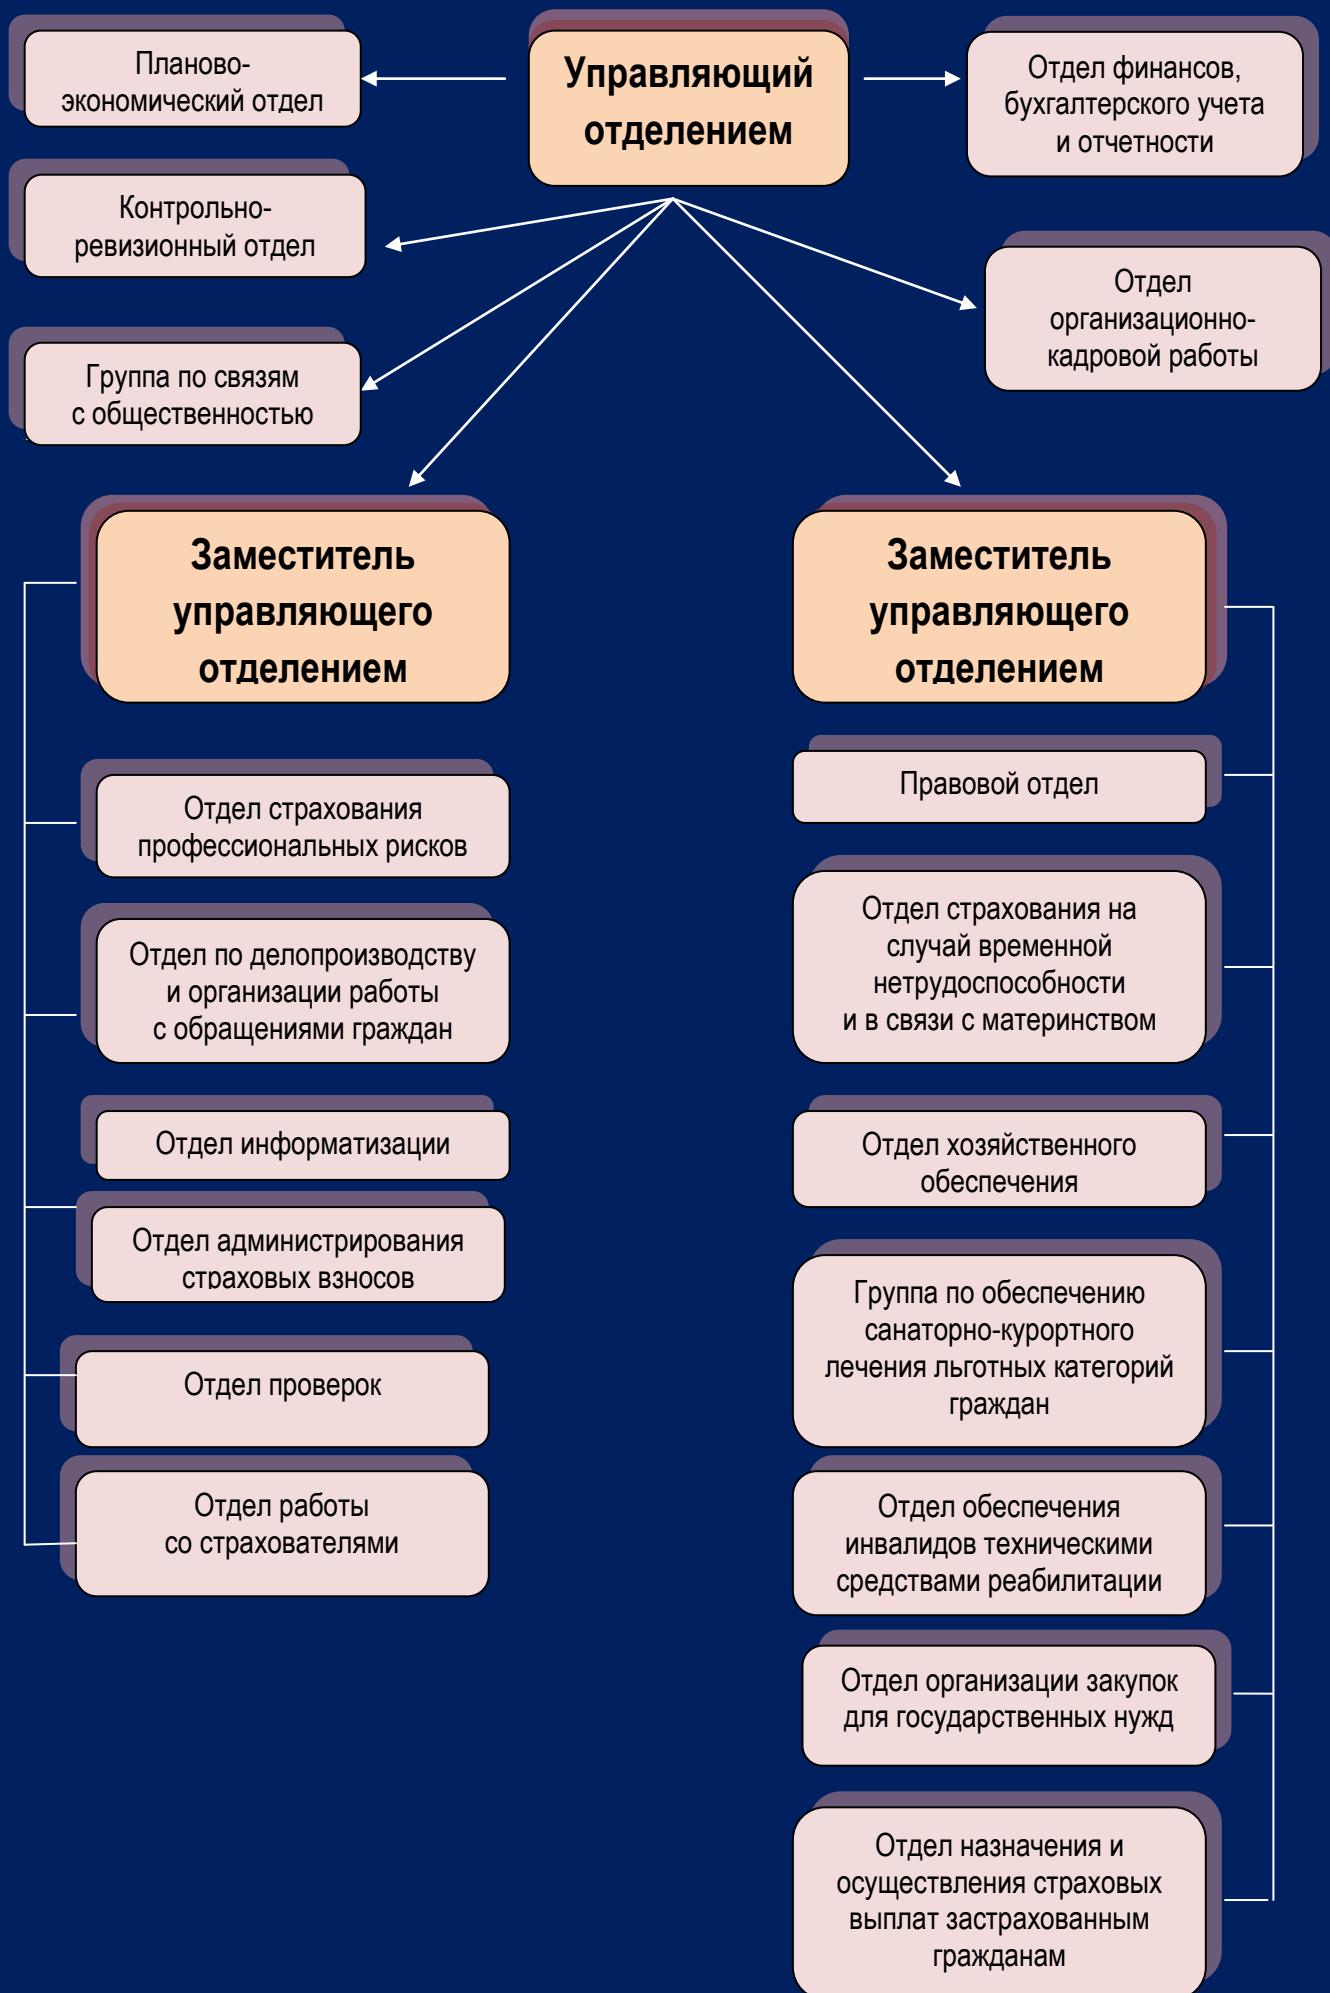 Планово-
экономический отдел
Управляющий
отделением
Отдел финансов,
бухгалтерского учета
и отчетности
Контрольно-
ревизионный отдел
Отдел
организационно-
кадровой работы
Группа по связям
с общественностью
Заместитель
управляющего
отделением
Отдел страхования
профессиональных рисков
Отдел по делопроизводству
и организации работы
с обращениями граждан
Отдел информатизации
Отдел администрирования
страховых взносов
Отдел проверок
Отдел работы
со страхователями
Заместитель
управляющего
отделением
Правовой отдел
Отдел страхования на
случай временной
нетрудоспособности
и в связи с материнством
Отдел хозяйственного
обеспечения
Группа по обеспечению
санаторно-курортного
лечения льготных категорий
граждан
Отдел обеспечения
инвалидов техническими
средствами реабилитации
Отдел организации закупок
для государственных нужд
Отдел назначения и
осуществления страховых
выплат застрахованным
гражданам